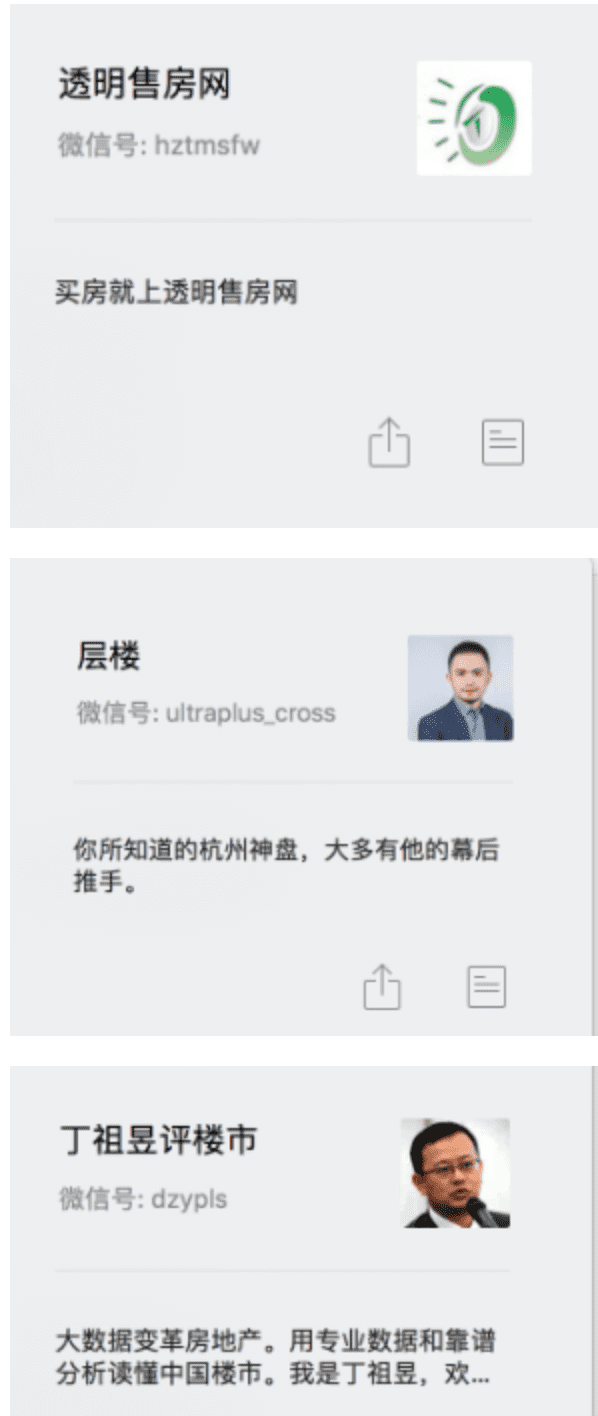 透明售房网
微信号: hztmsfw
买房就上透明售房网
层楼
微信号: ultraplus_cross
你所知道的杭州神盘，大多有他的幕后
推手。
丁祖昱评楼市
微信号: dzypls
大数据变革房地产。用专业数据和靠谱
分析读懂中国楼市。我是丁祖昱，欢...